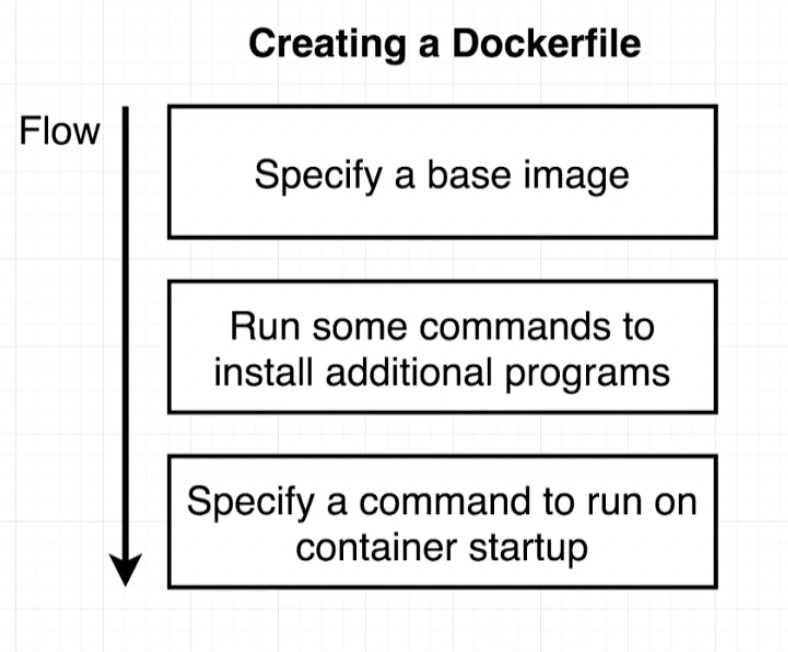 Creating a Dockerfile
Flow
Specify a base image
Run some commands to
install additional programs
Specify a command to run on
container startup